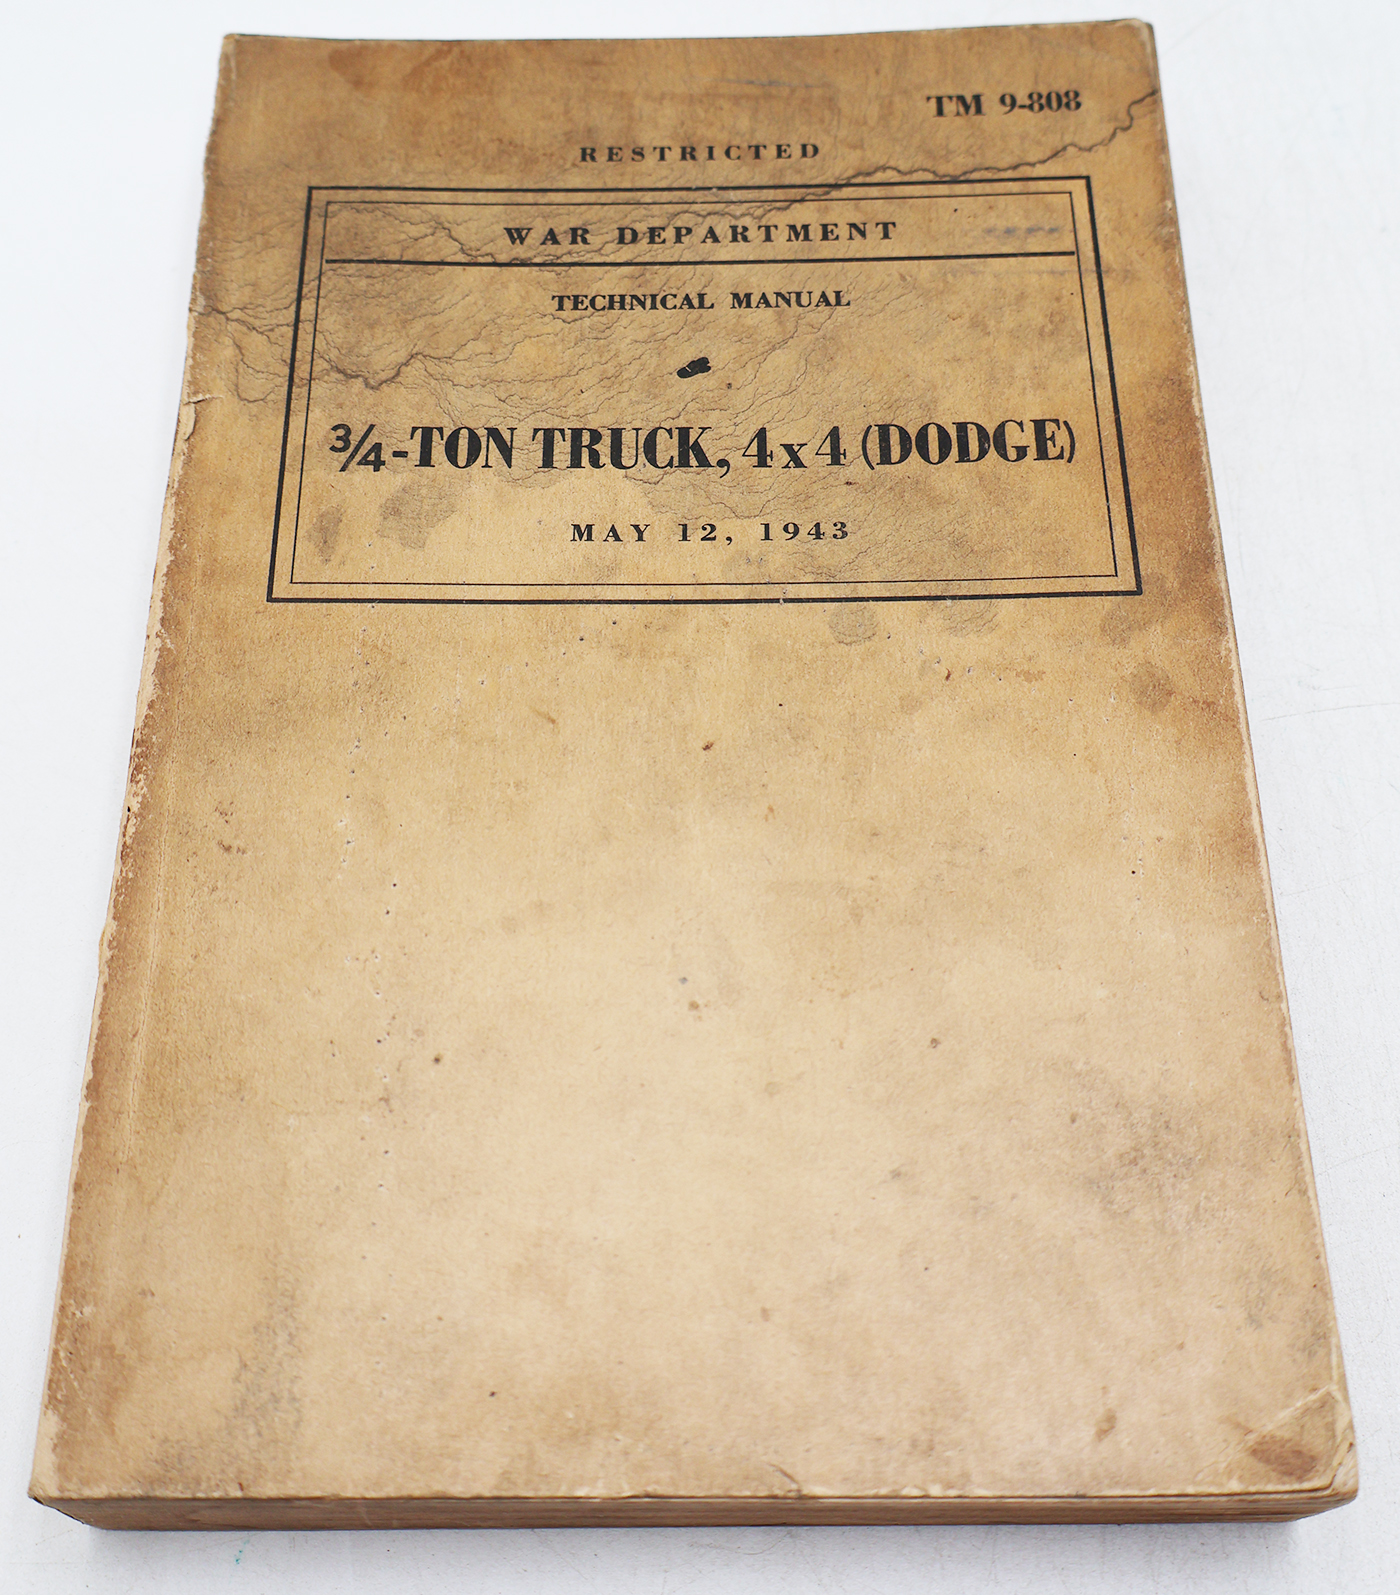 TM 9-808
RESTRICTED
WAR DEPARTMENT
TECHNICAL MANUAL
¾-TON TRUCK, 4x4 (DODGE)
MAY 12, 1943